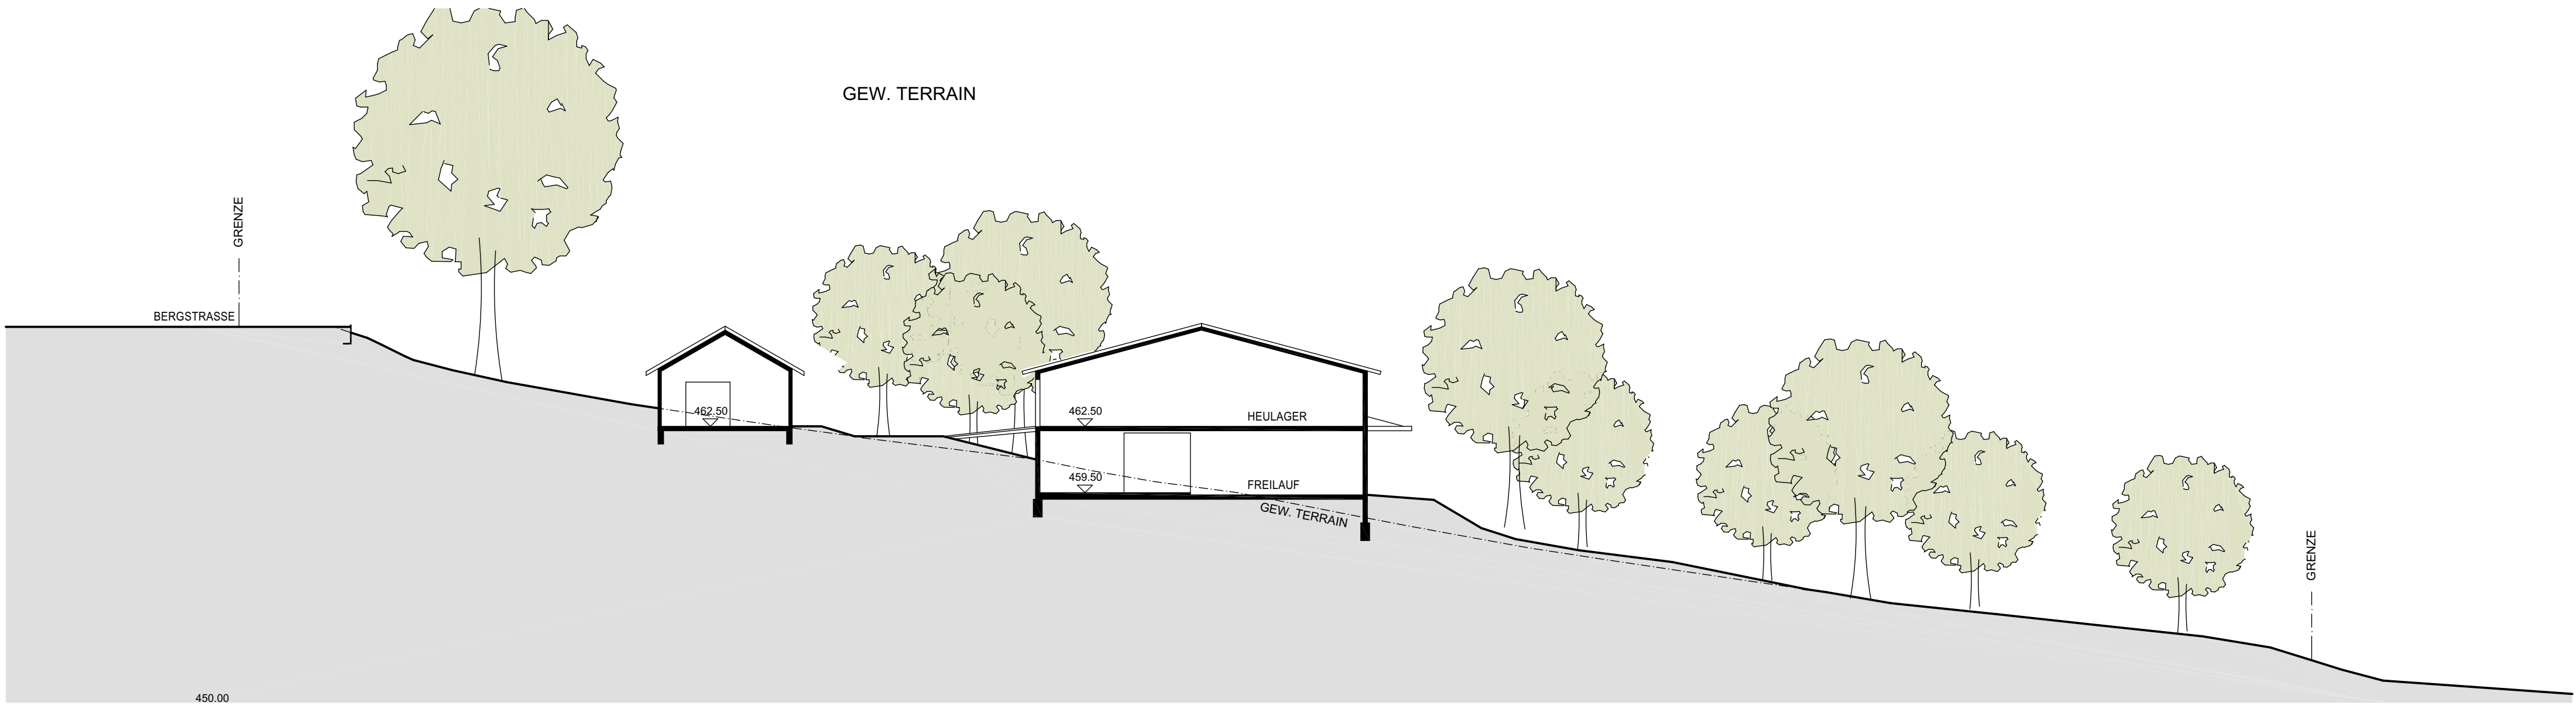 GEW. TERRAIN
GRENZE
BERGSTRASSE
462.50
462.50
HEULAGER
459.50
FREILAUF
GEW. TERRAIN
GRENZE
450.00